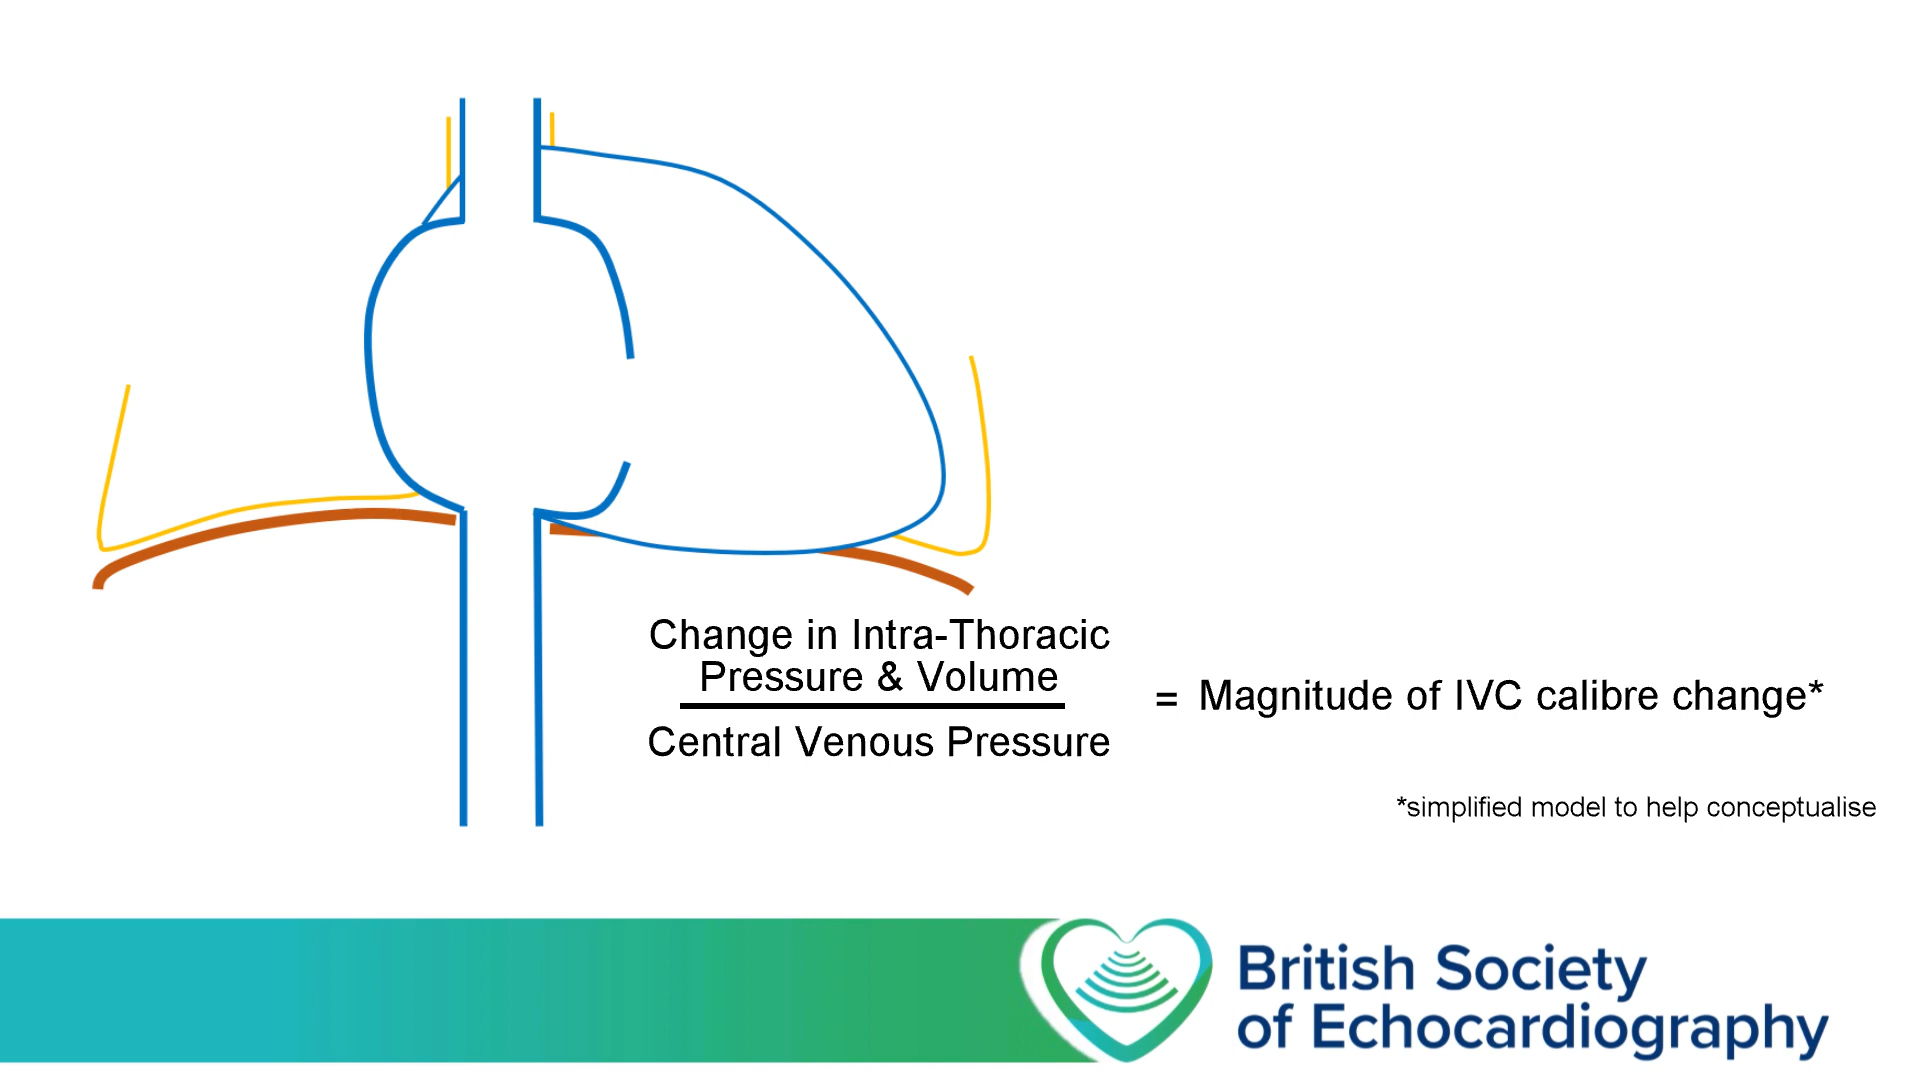 Change in Intra-Thoracic
Pressure & Volume
Central Venous Pressure
= Magnitude of IVC calibre change*
*simplified model to help conceptualise
British Society
of Echocardiography